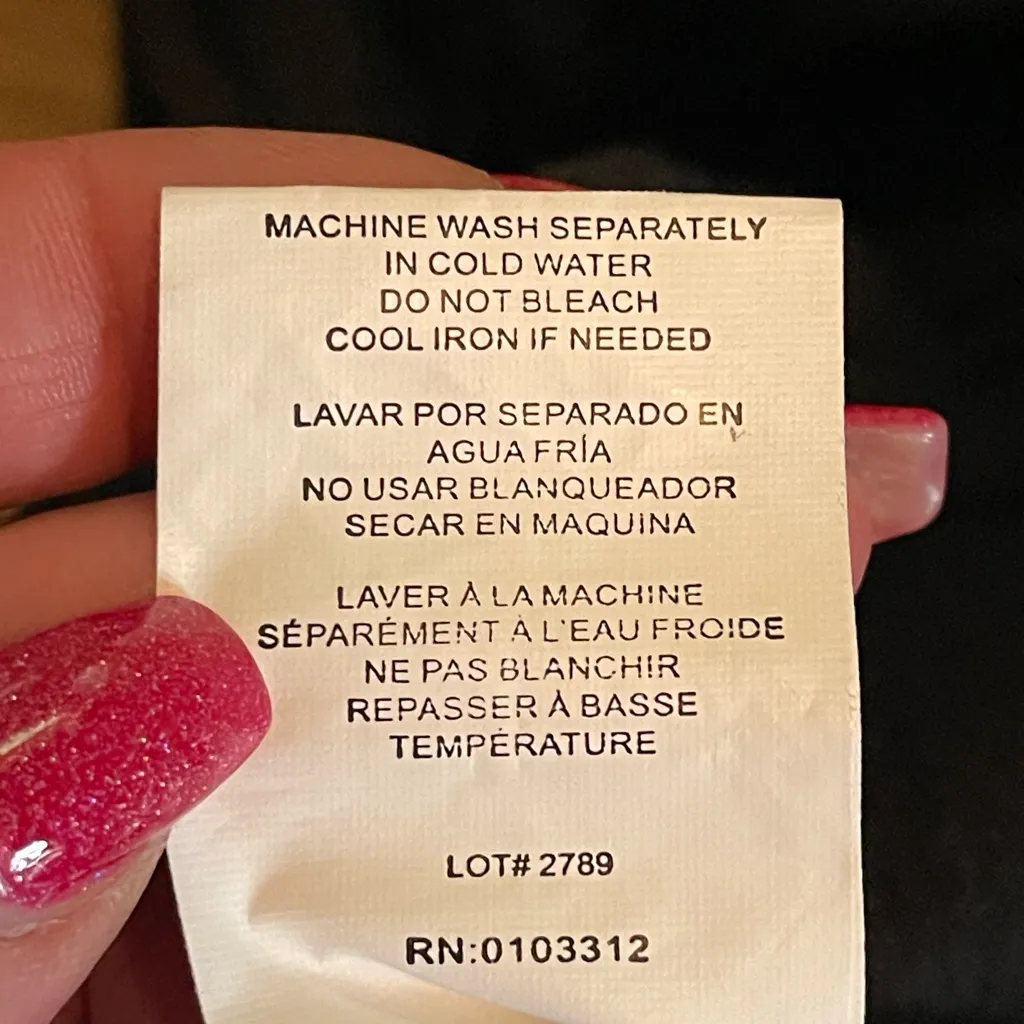 MACHINE WASH SEPARATELY
IN COLD WATER
DO NOT BLEACH
COOL IRON IF NEEDED
LAVAR POR SEPARADO EN
AGUA FRÍA
NO USAR BLANQUEADOR
SECAR EN MAQUINA
LAVER À LA MACHINE
SÉPARÉMENT À L'EAU FROIDE
NE PAS BLANCHIR
REPASSER À BASSE
TEMPÉRATURE
LOT# 2789
RN:0103312